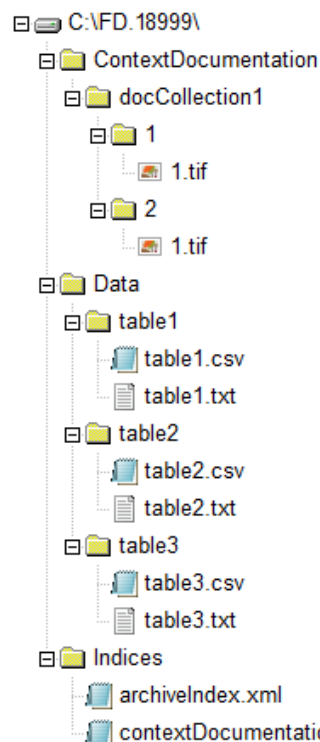 C:\FD.18999\
ContextDocumentation
docCollection1
1
1.tif
2
1.tif
Data
table1
table1.csv
table1.txt
table2
table2.csv
table2.txt
table3
table3.csv
table3.txt
Indices
archiveIndex.xml